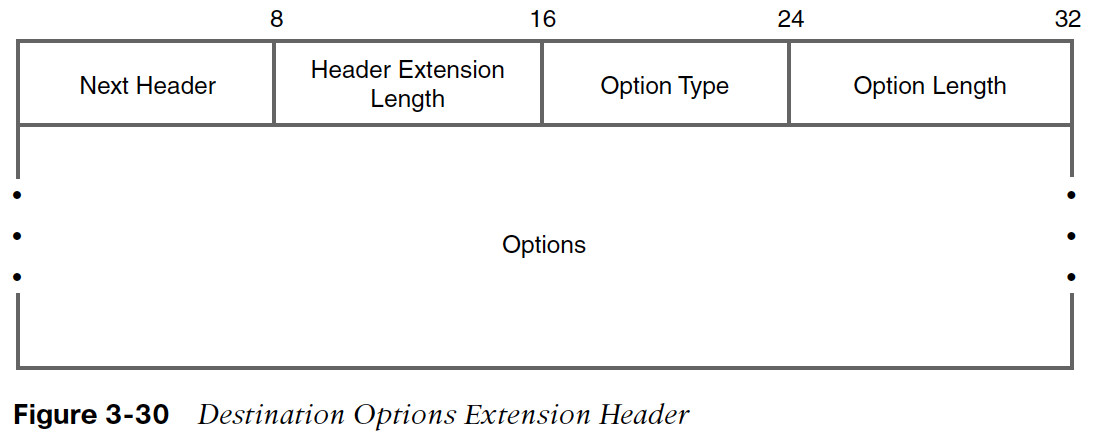 8 16 24 32
Next Header Header Extension Length Option Type Option Length
Options
Figure 3-30 Destination Options Extension Header